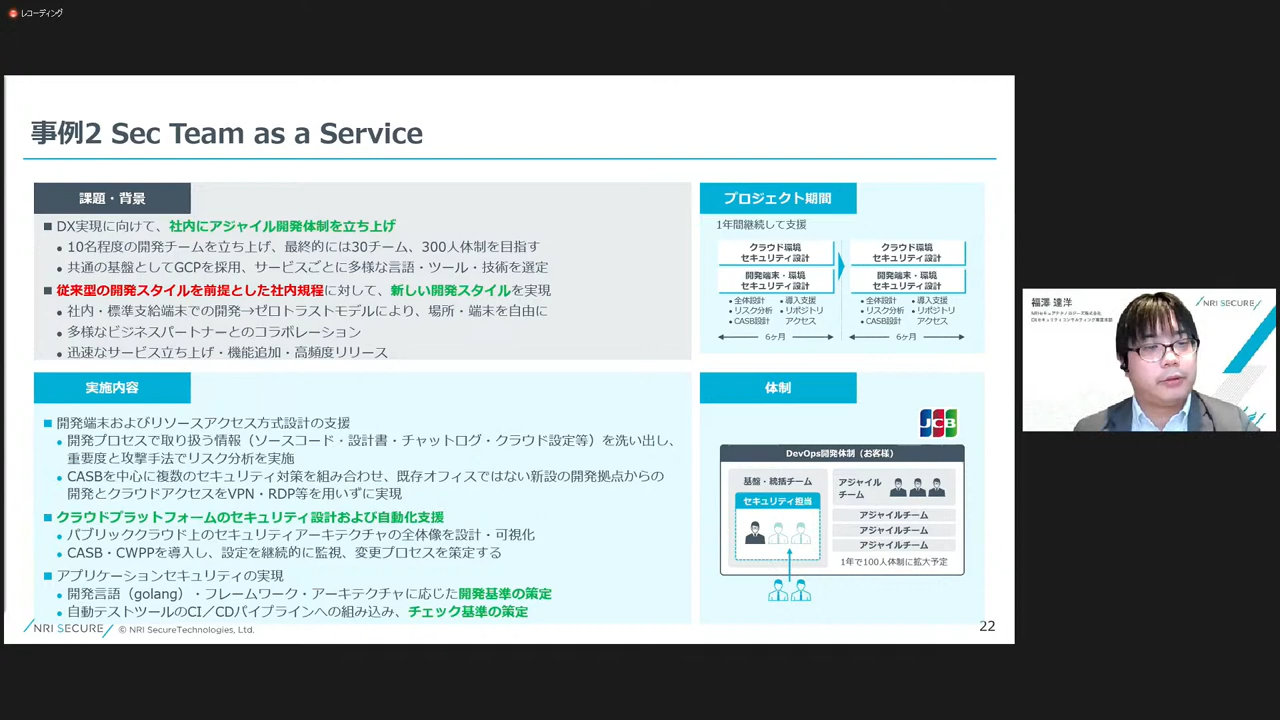 レコーディング
事例2 Sec Team as a Service
課題・背景
■ DX実現に向けて、社内にアジャイル開発体制を立ち上げ
• 10名程度の開発チームを立ち上げ、最終的には30チーム、300人体制を目指す
• 共通の基盤としてGCPを採用、サービスごとに多様な言語・ツール・技術を選定
■ 従来型の開発スタイルを前提とした社内規程に対して、新しい開発スタイルを実現
• 社内・標準支給端末での開発→ゼロトラストモデルにより、場所・端末を自由に
• 多様なビジネスパートナーとのコラボレーション
• 迅速なサービス立ち上げ・機能追加・高頻度リリース
プロジェクト期間
1年間継続して支援
クラウド環境
セキュリティ設計
開発端末・環境
セキュリティ設計
• 全体設計 • 導入支援
• リスク分析 • リポジトリ
• CASB設計 アクセス
6ヶ月
クラウド環境
セキュリティ設計
開発端末・環境
セキュリティ設計
• 全体設計 • 導入支援
• リスク分析 • リポジトリ
• CASB設計 アクセス
6ヶ月
実施内容
■ 開発端末およびリソースアクセス方式設計の支援
• 開発プロセスで取り扱う情報（ソースコード・設計書・チャットログ・クラウド設定等）を洗い出し、
重要度と攻撃手法でリスク分析を実施
• CASBを中心に複数のセキュリティ対策を組み合わせ、既存オフィスではない新設の開発拠点からの
開発とクラウドアクセスをVPN・RDP等を用いずに実現
■ クラウドプラットフォームのセキュリティ設計および自動化支援
• パブリッククラウド上のセキュリティアーキテクチャの全体像を設計・可視化
• CASB・CWPPを導入し、設定を継続的に監視、変更プロセスを策定する
■ アプリケーションセキュリティの実現
• 開発言語（golang）・フレームワーク・アーキテクチャに応じた開発基準の策定
• 自動テストツールのCI／CDパイプラインへの組み込み、チェック基準の策定
体制
JCB
DevOps開発体制（お客様）
基盤・統括チーム
セキュリティ担当
アジャイル
チーム
アジャイルチーム
アジャイルチーム
アジャイルチーム
1年で100人体制に拡大予定
NRI SECURE
© NRI SecureTechnologies, Ltd.
22
福澤 達洋
NRIセキュアテクノロジーズ株式会社
DXセキュリティコンサルティング事業本部
NRI SECURE